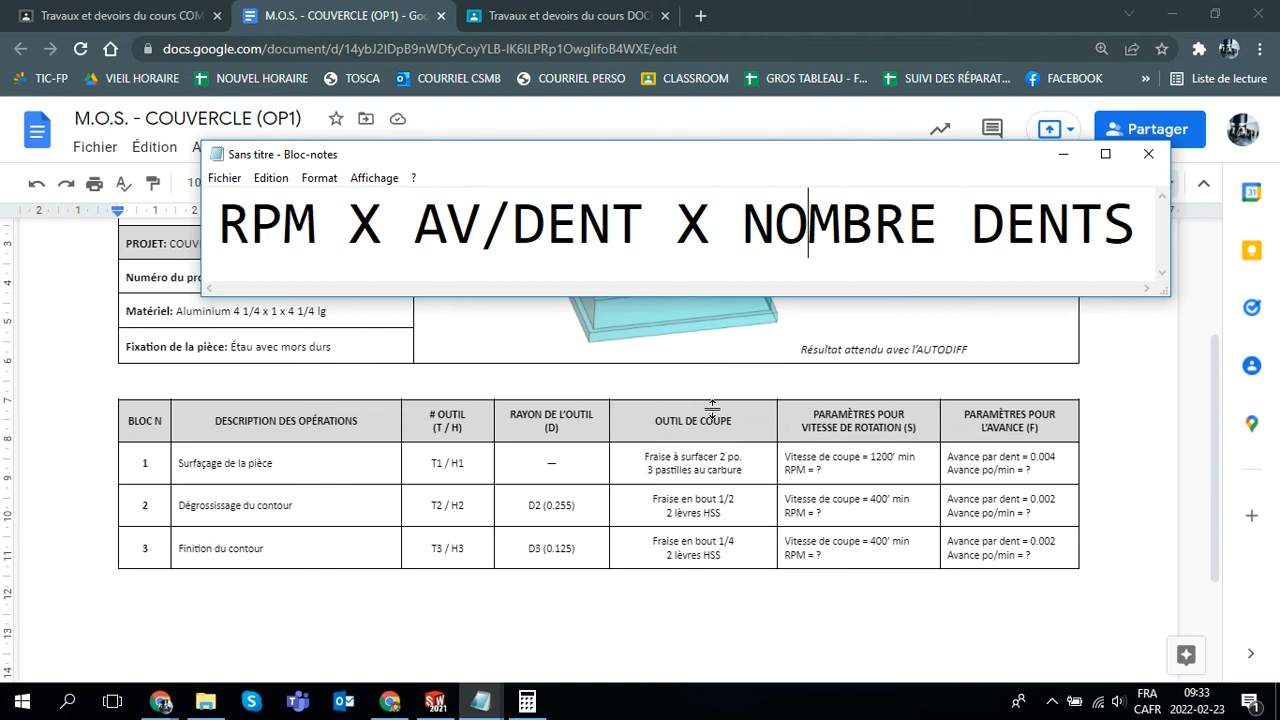 Travaux et devoirs du cours COM
M.O.S. - COUVERCLE (OP1) - Goo
Travaux et devoirs du cours DOC
docs.google.com/document/d/14ybJ2IDpB9nWDfyCoyYLB-IK6ILPRp1OwgIifoB4WXE/edit
TIC-FP
VIEIL HORAIRE
NOUVEL HORAIRE
TOSCA
COURRIEL CSMB
COURRIEL PERSO
CLASSROOM
GROS TABLEAU - F...
SUIVI DES RÉPARAT...
FACEBOOK
»
Liste de lecture
M.O.S. - COUVERCLE (OP1)
Partager
Fichier
Édition
Sans titre - Bloc-notes
Fichier
Edition
Format
Affichage
?
RPM X AV/DENT X NOMBRE DENTS
PROJET: COUV
Numéro du pro
Matériel: Aluminium 4 1/4 x 1 x 4 1/4 lg
Fixation de la pièce: Étau avec mors durs
Résultat attendu avec l'AUTODIFF
BLOC N
DESCRIPTION DES OPÉRATIONS
# OUTIL
(T / H)
RAYON DE L'OUTIL
(D)
OUTIL DE COUPE
PARAMÈTRES POUR
VITESSE DE ROTATION (S)
PARAMÈTRES POUR
L'AVANCE (F)
1
Surfaçage de la pièce
T1 / H1
—
Fraise à surfacer 2 po.
3 pastilles au carbure
Vitesse de coupe = 1200' min
RPM = ?
Avance par dent = 0.004
Avance po/min = ?
2
Dégrossissage du contour
T2 / H2
D2 (0.255)
Fraise en bout 1/2
2 lèvres HSS
Vitesse de coupe = 400' min
RPM = ?
Avance par dent = 0.002
Avance po/min = ?
3
Finition du contour
T3 / H3
D3 (0.125)
Fraise en bout 1/4
2 lèvres HSS
Vitesse de coupe = 400' min
RPM = ?
Avance par dent = 0.002
Avance po/min = ?
FRA
CAFR
09:33
2022-02-23